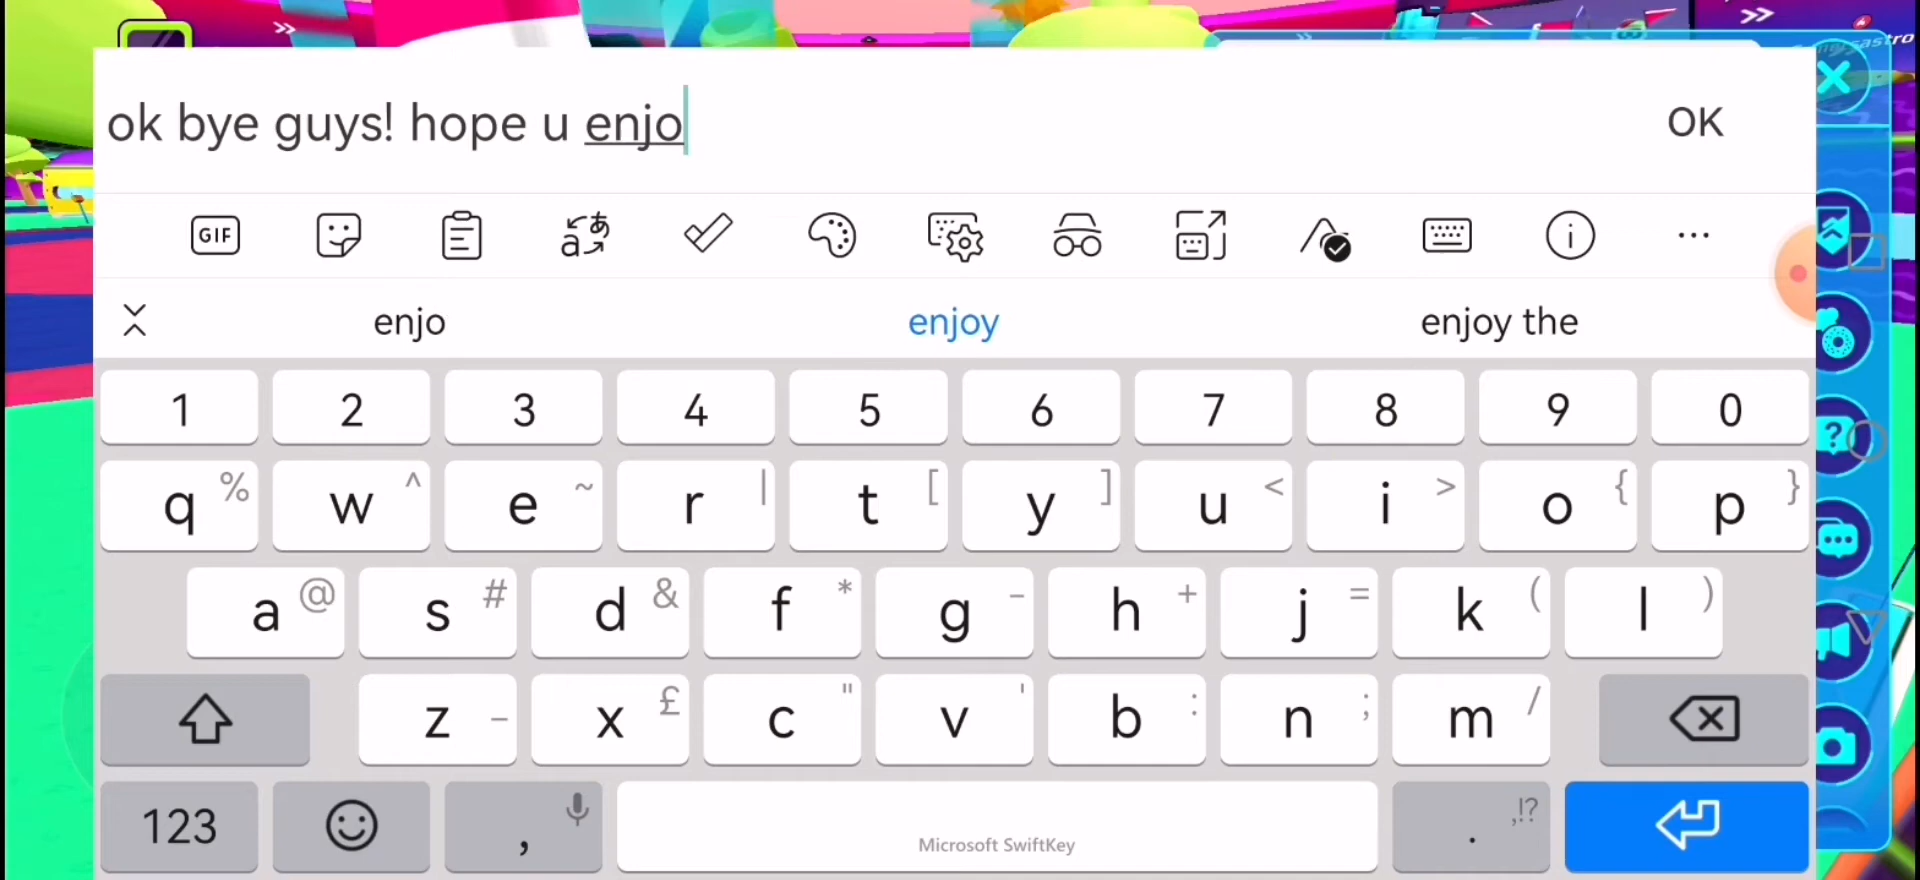 ok bye guys! hope u enjo
OK
GIF
enjo
enjoy
enjoy the
1 2 3 4 5 6 7 8 9 0
q % w ^ e ~ r | t [ y ] u < i > o { p }
a @ s # d & f * g - h + j = k ( l )
z _ x £ c " v ' b : n ; m /
123 , Microsoft SwiftKey . ,!?